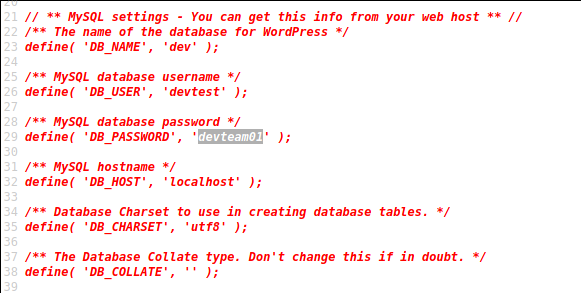 20
21 // ** MySQL settings - You can get this info from your web host ** //
22 /** The name of the database for WordPress */
23 define( 'DB_NAME', 'dev' );
24
25 /** MySQL database username */
26 define( 'DB_USER', 'devtest' );
27
28 /** MySQL database password */
29 define( 'DB_PASSWORD', 'devteam01' );
30
31 /** MySQL hostname */
32 define( 'DB_HOST', 'localhost' );
33
34 /** Database Charset to use in creating database tables. */
35 define( 'DB_CHARSET', 'utf8' );
36
37 /** The Database Collate type. Don't change this if in doubt. */
38 define( 'DB_COLLATE', '' );
39